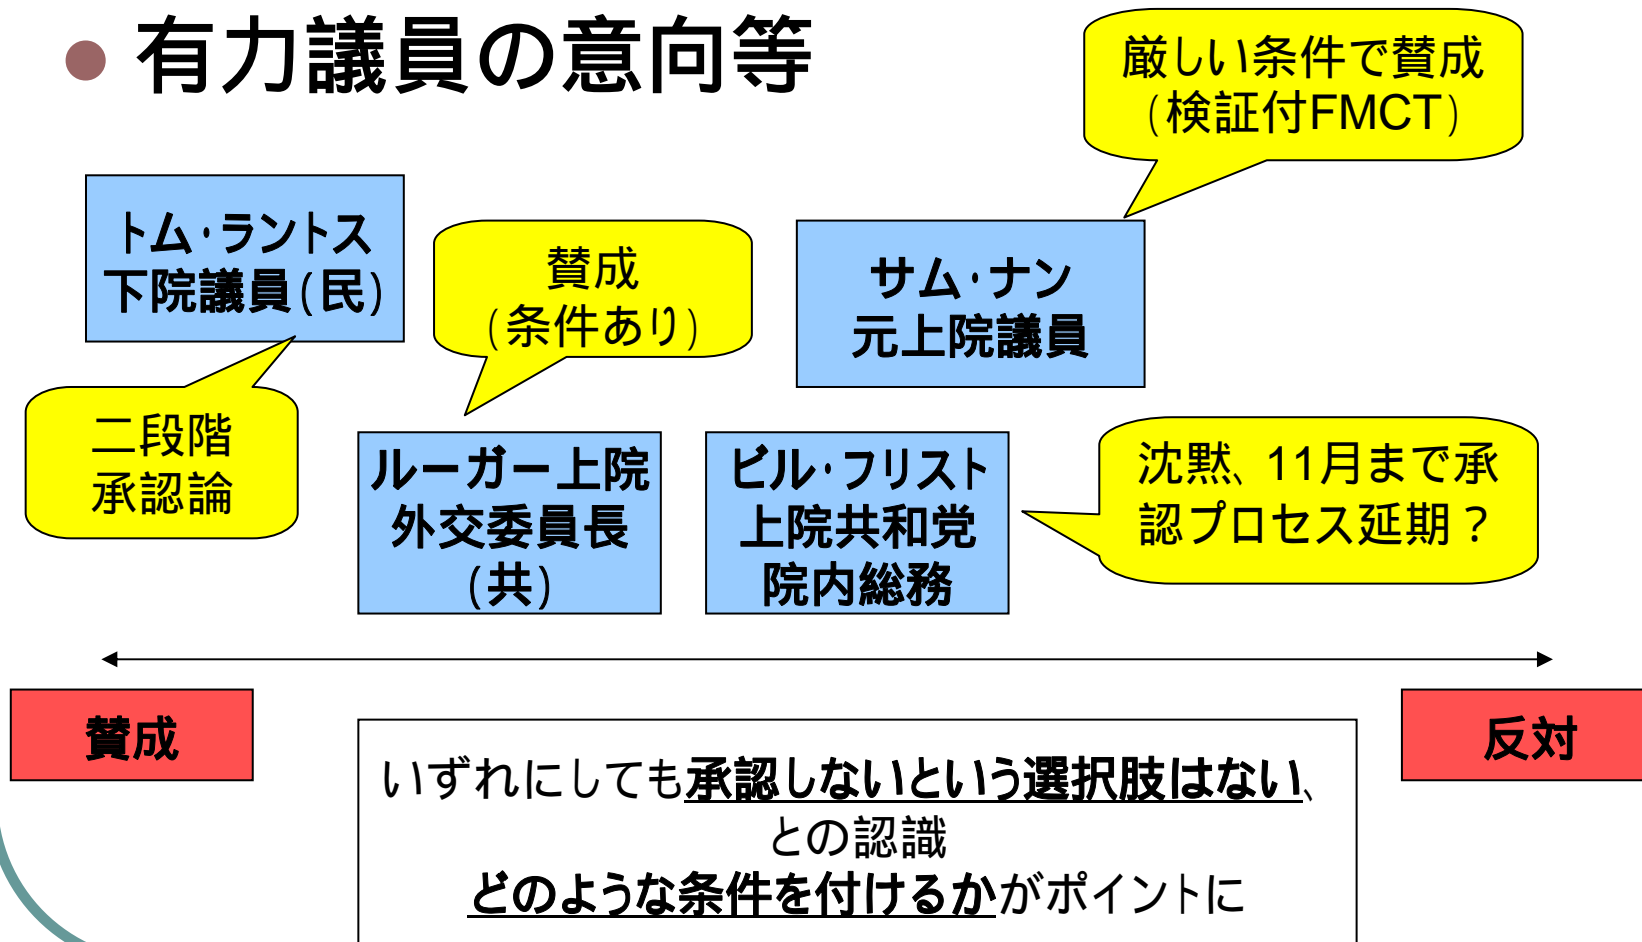 有力議員の意向等
厳しい条件で賛成
(検証付FMCT)
トム・ラントス
下院議員(民)
賛成
(条件あり)
サム・ナン
元上院議員
二段階
承認論
ルーガー上院
外交委員長
(共)
ビル・フリスト
上院共和党
院内総務
沈黙、11月まで承
認プロセス延期?
賛成
反対
いずれにしても承認しないという選択肢はない、
との認識
どのような条件を付けるかがポイントに